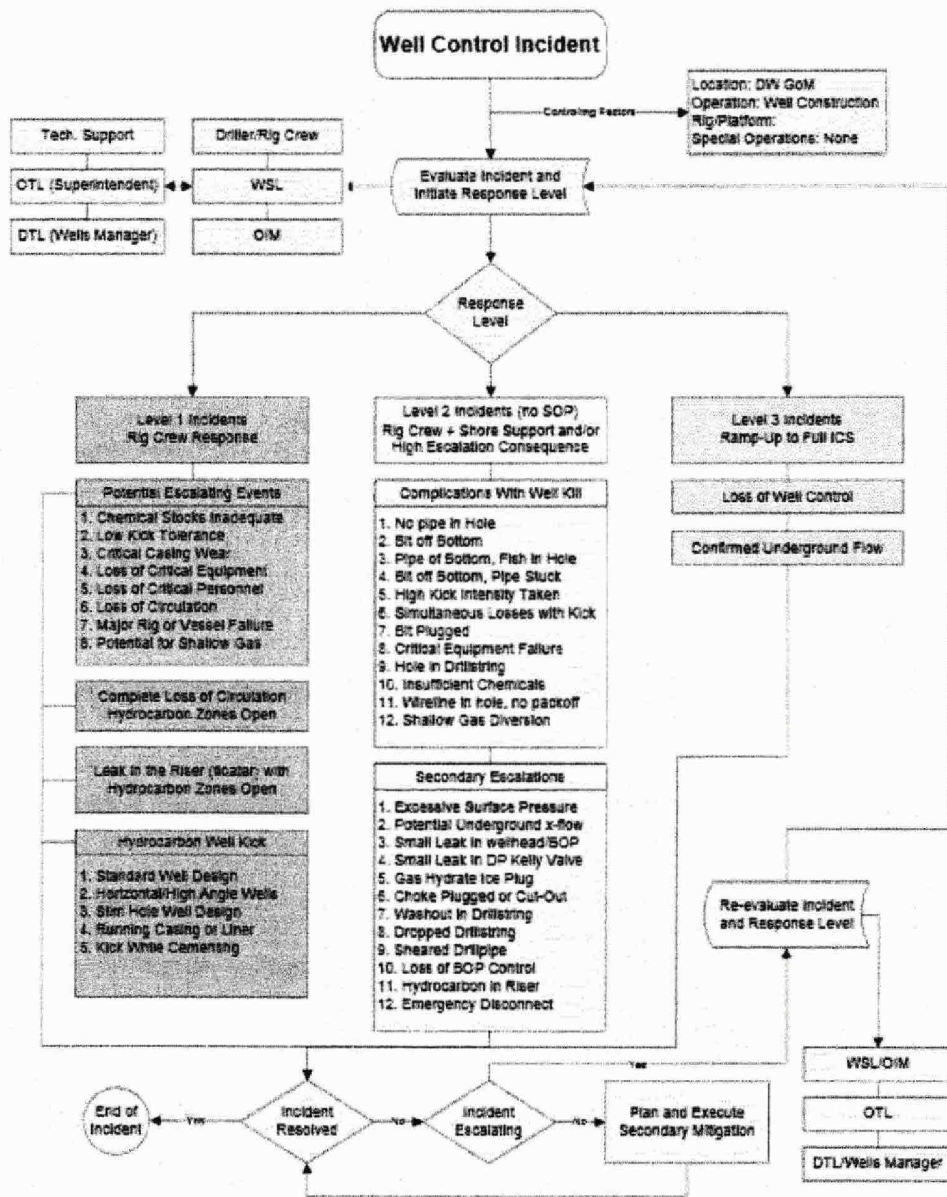 Well Control Incident
Controlling Factors
Location: DW GoM
Operation: Well Construction
Rig/Platform:
Special Operations: None
Tech. Support
OTL (Superintendent)
DTL (Wells Manager)
Driller/Rig Crew
WSL
OIM
Evaluate Incident and
Initiate Response Level
Response
Level
Level 1 Incidents
Rig Crew Response
Potential Escalating Events
1. Chemical Stocks Inadequate
2. Low Kick Tolerance
3. Critical Casing Wear
4. Loss of Critical Equipment
5. Loss of Critical Personnel
6. Loss of Circulation
7. Major Rig or Vessel Failure
8. Potential for Shallow Gas
Complete Loss of Circulation
Hydrocarbon Zones Open
Leak in the Riser (floater) with
Hydrocarbon Zones Open
Hydrocarbon Well Kick
1. Standard Well Design
2. Horizontal/High Angle Wells
3. Slim Hole Well Design
4. Running Casing or Liner
5. Kick While Cementing
Level 2 Incidents (no SOP)
Rig Crew + Shore Support and/or
High Escalation Consequence
Complications With Well Kill
1. No pipe in Hole
2. Bit off Bottom
3. Pipe of Bottom, Fish in Hole
4. Bit off Bottom, Pipe Stuck
5. High Kick Intensity Taken
6. Simultaneous Losses with Kick
7. Bit Plugged
8. Critical Equipment Failure
9. Hole in Drillstring
10. Insufficient Chemicals
11. Wireline in hole, no packoff
12. Shallow Gas Diversion
Secondary Escalations
1. Excessive Surface Pressure
2. Potential Underground x-flow
3. Small Leak in wellhead/BOP
4. Small Leak in DP Kelly Valve
5. Gas Hydrate Ice Plug
6. Choke Plugged or Cut-Out
7. Washout in Drillstring
8. Dropped Drillstring
9. Sheared Drillpipe
10. Loss of BOP Control
11. Hydrocarbon in Riser
12. Emergency Disconnect
Level 3 Incidents
Ramp-Up to Full ICS
Loss of Well Control
Confirmed Underground Flow
Re-evaluate Incident
and Response Level
WSL/OIM
OTL
DTL/Wells Manager
End of
Incident
Yes
Incident
Resolved
No
Incident
Escalating
Yes
No
Plan and Execute
Secondary Mitigation